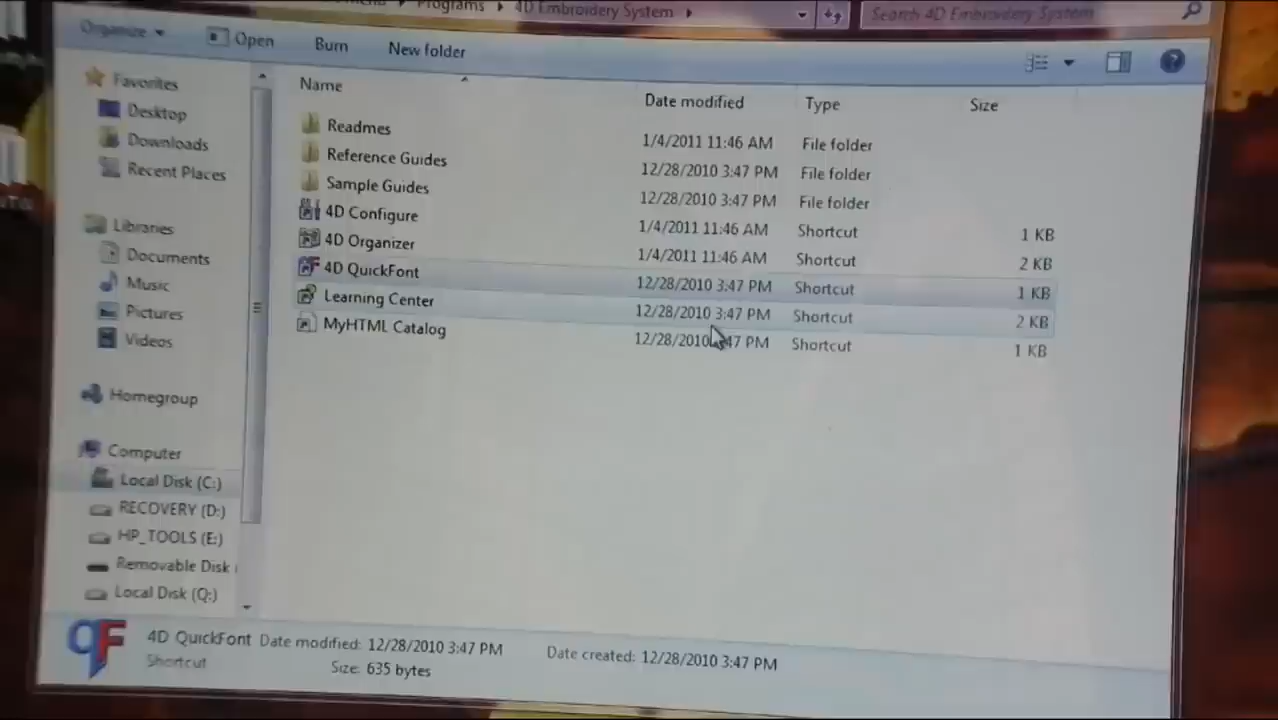 Programs 4D Embroidery System Search 4D Embroidery System
Organize Open Burn New folder
Favorites
Desktop
Downloads
Recent Places
Libraries
Documents
Music
Pictures
Videos
Homegroup
Computer
Local Disk (C:)
RECOVERY (D:)
HP_TOOLS (E:)
Removable Disk
Local Disk (Q:)
Name Date modified Type Size
Readmes 1/4/2011 11:46 AM File folder
Reference Guides 12/28/2010 3:47 PM File folder
Sample Guides 12/28/2010 3:47 PM File folder
4D Configure 1/4/2011 11:46 AM Shortcut 1 KB
4D Organizer 1/4/2011 11:46 AM Shortcut 2 KB
4D QuickFont 12/28/2010 3:47 PM Shortcut 1 KB
Learning Center 12/28/2010 3:47 PM Shortcut 2 KB
MyHTML Catalog 12/28/2010 47 PM Shortcut 1 KB
QF 4D QuickFont Date modified: 12/28/2010 3:47 PM Date created: 12/28/2010 3:47 PM
Shortcut Size: 635 bytes